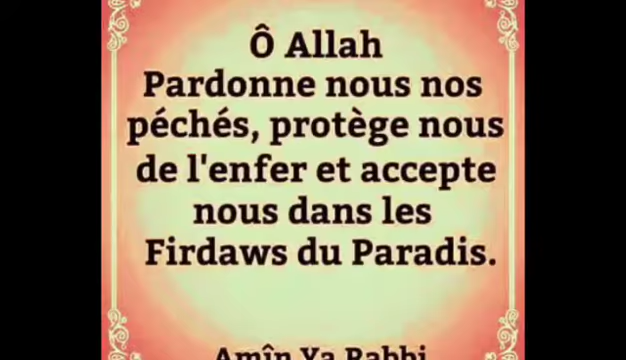 Ô Allah
Pardonne nous nos
péchés, protège nous
de l'enfer et accepte
nous dans les
Firdaws du Paradis.
Amîn Ya Rabbi